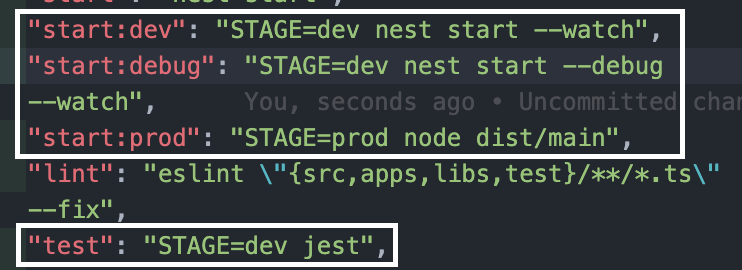 "start:dev": "STAGE=dev nest start --watch",
"start:debug": "STAGE=dev nest start --debug
--watch", You, seconds ago • Uncommitted chan
"start:prod": "STAGE=prod node dist/main",
"lint": "eslint \"{src,apps,libs,test}/**/*.ts\"
--fix",
"test": "STAGE=dev jest",